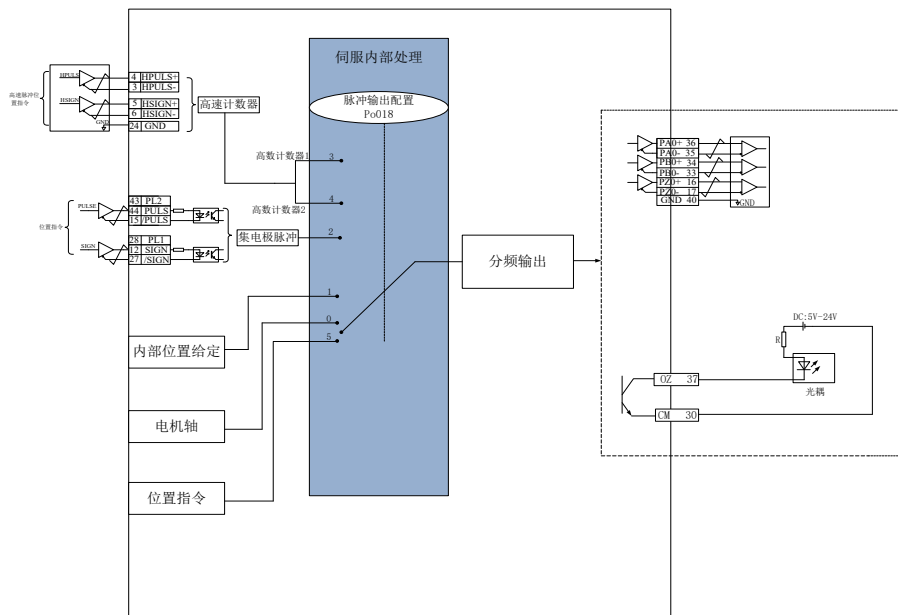 伺服内部处理
脉冲输出配置
Po018
高速脉冲位
置指令
HPULS
HSIGN
GND
4 HPULS+
3 HPULS-
5 HSIGN+
6 HSIGN-
24 GND
高速计数器
高数计数器1
3
高数计数器2
4
2
位置指令
PULSE
SIGN
43 PL2
44 PULS
15 /PULS
28 PL1
12 SIGN
27 /SIGN
集电极脉冲
1
0
5
内部位置给定
电机轴
位置指令
分频输出
PA0+ 36
PA0- 35
PB0+ 34
PB0- 33
PZ0+ 16
PZ0- 17
GND 40
GND
DC:5V-24V
R
光耦
OZ 37
CM 30